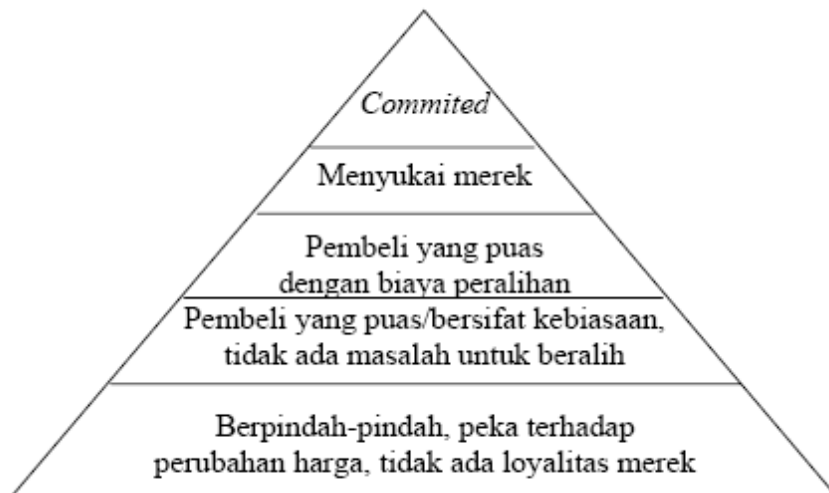 Commited
Menyukai merek
Pembeli yang puas
dengan biaya peralihan
Pembeli yang puas/bersifat kebiasaan,
tidak ada masalah untuk beralih
Berpindah-pindah, peka terhadap
perubahan harga, tidak ada loyalitas merek